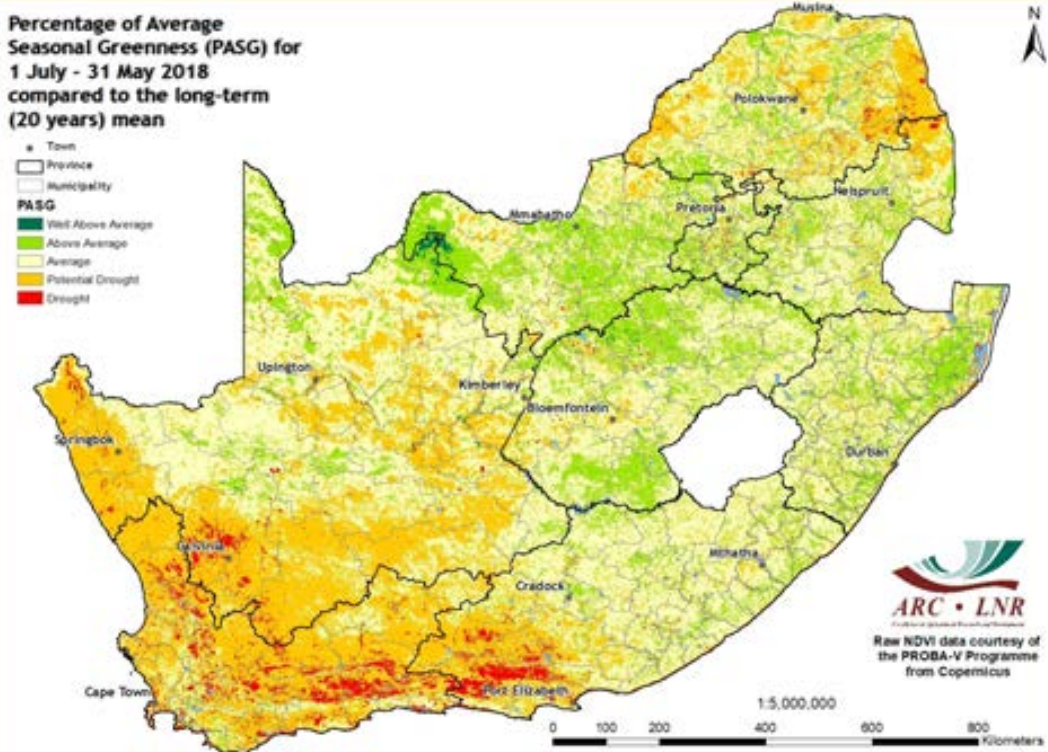 Percentage of Average
Seasonal Greenness (PASG) for
1 July - 31 May 2018
compared to the long-term
(20 years) mean
Town
Province
Municipality
PASG
Well Above Average
Above Average
Average
Potential Drought
Drought
N
Musina
Polokwane
Nelspruit
Pretoria
Mmabatho
Upington
Kimberley
Bloemfontein
Springbok
Durban
Calvinia
Mthatha
Cradock
Cape Town
Port Elizabeth
ARC • LNR
Raw NDVI data courtesy of
the PROBA-V Programme
from Copernicus
1:5,000,000
0 100 200 400 600 800
Kilometers